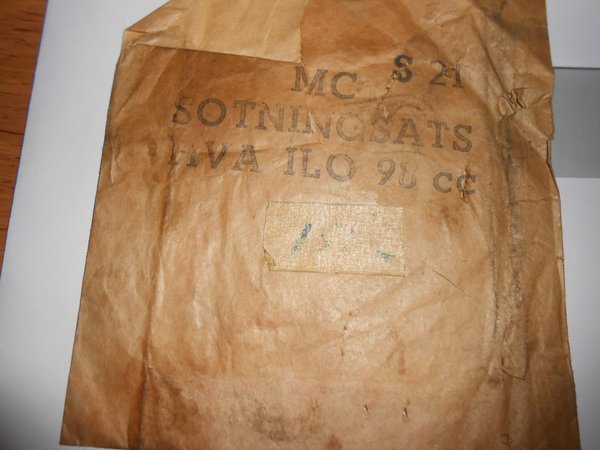 MC S 21
SOTNINGSATS
HVA ILO 98 cc